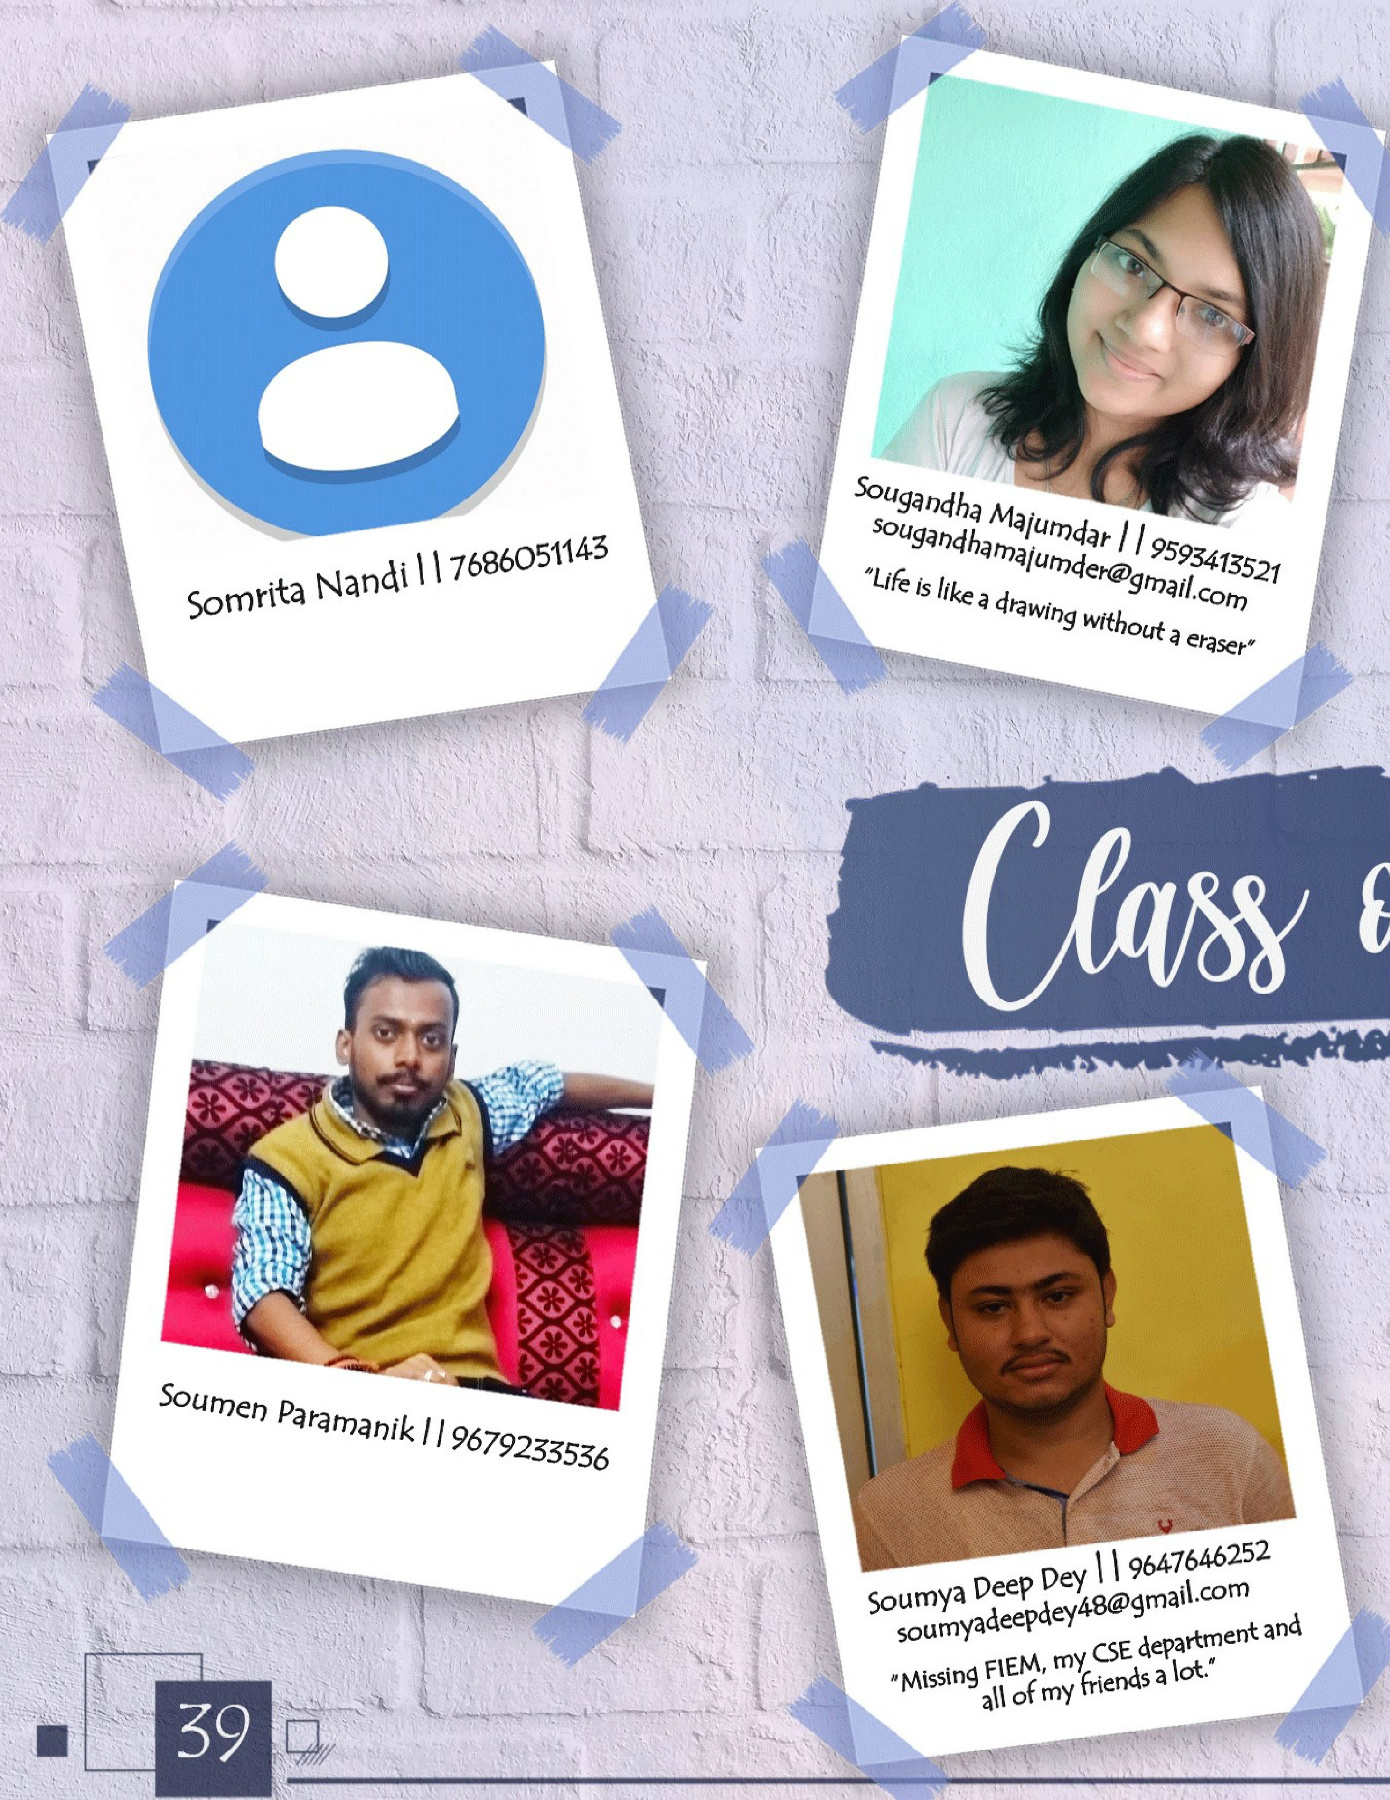 Somrita Nandi || 7686051143
Sougandha Majumdar || 9593413521
sougandhamajumder@gmail.com
"Life is like a drawing without a eraser"
Class
Soumen Paramanik || 9679233536
Soumya Deep Dey || 9647646252
soumyadeepdey48@gmail.com
"Missing FIEM, my CSE department and
all of my friends a lot."
39